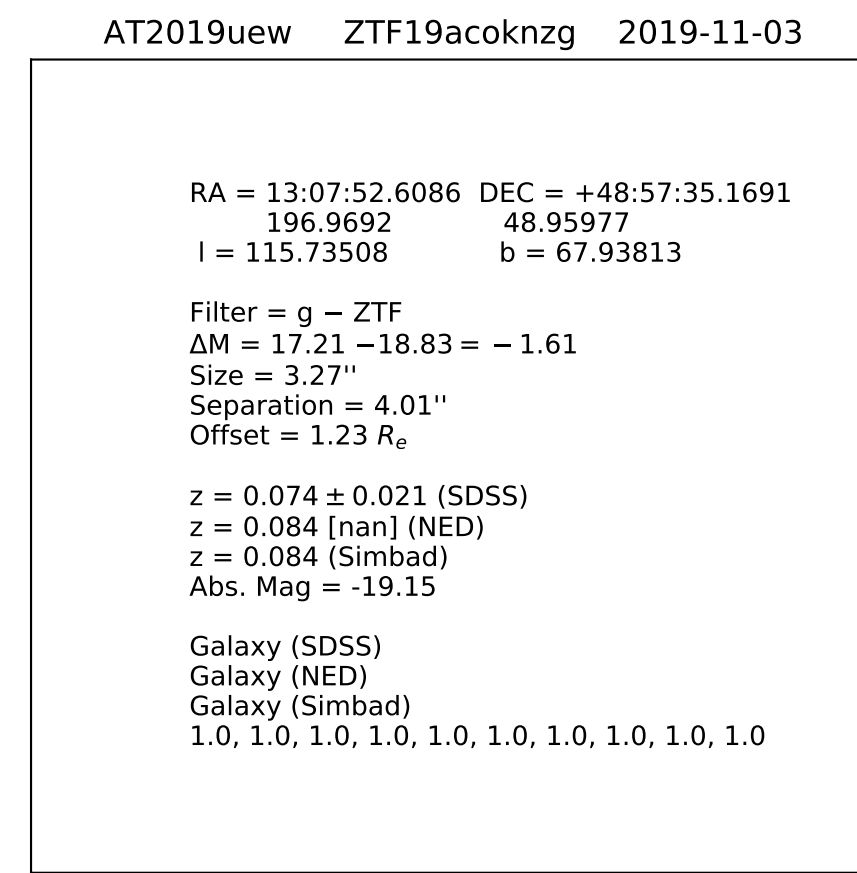 AT2019uew ZTF19acoknzg 2019-11-03
RA = 13:07:52.6086 DEC = +48:57:35.1691
196.9692 48.95977
l = 115.73508 b = 67.93813
Filter = g − ZTF
ΔM = 17.21 −18.83 = − 1.61
Size = 3.27''
Separation = 4.01''
Offset = 1.23 Rₑ
z = 0.074 ± 0.021 (SDSS)
z = 0.084 [nan] (NED)
z = 0.084 (Simbad)
Abs. Mag = -19.15
Galaxy (SDSS)
Galaxy (NED)
Galaxy (Simbad)
1.0, 1.0, 1.0, 1.0, 1.0, 1.0, 1.0, 1.0, 1.0, 1.0